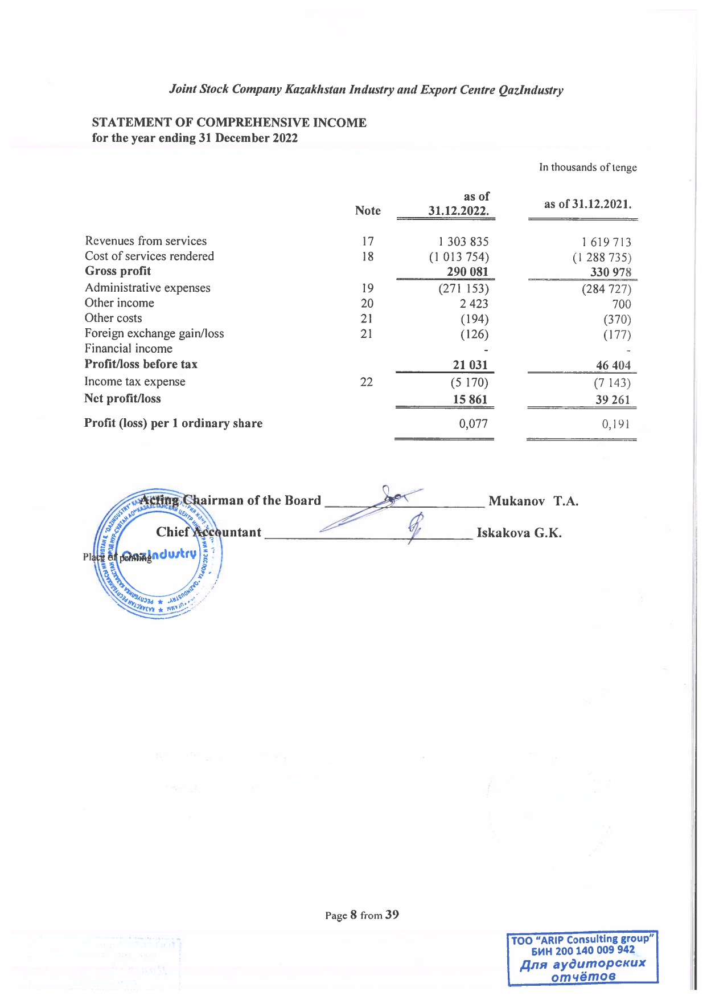 Joint Stock Company Kazakhstan Industry and Export Centre QazIndustry
STATEMENT OF COMPREHENSIVE INCOME
for the year ending 31 December 2022
In thousands of tenge
Note as of 31.12.2022. as of 31.12.2021.
Revenues from services 17 1 303 835 1 619 713
Cost of services rendered 18 (1 013 754) (1 288 735)
Gross profit 290 081 330 978
Administrative expenses 19 (271 153) (284 727)
Other income 20 2 423 700
Other costs 21 (194) (370)
Foreign exchange gain/loss 21 (126) (177)
Financial income - -
Profit/loss before tax 21 031 46 404
Income tax expense 22 (5 170) (7 143)
Net profit/loss 15 861 39 261
Profit (loss) per 1 ordinary share 0,077 0,191
Acting Chairman of the Board Mukanov T.A.
Chief Accountant Iskakova G.K.
Place of printing
QazIndustry
Page 8 from 39
ТОО "ARIP Consulting group"
БИН 200 140 009 942
Для аудиторских
отчётов